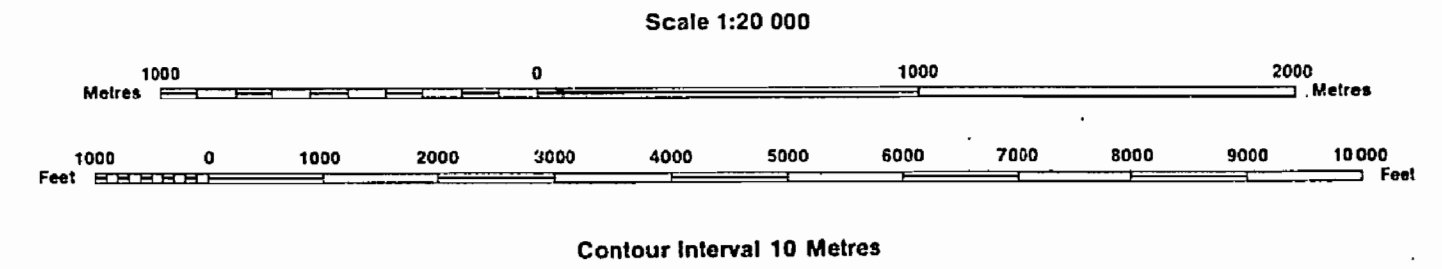 Scale 1:20 000
1000 0 1000 2000
Metres Metres
1000 0 1000 2000 3000 4000 5000 6000 7000 8000 9000 10 000
Feet Feet
Contour Interval 10 Metres